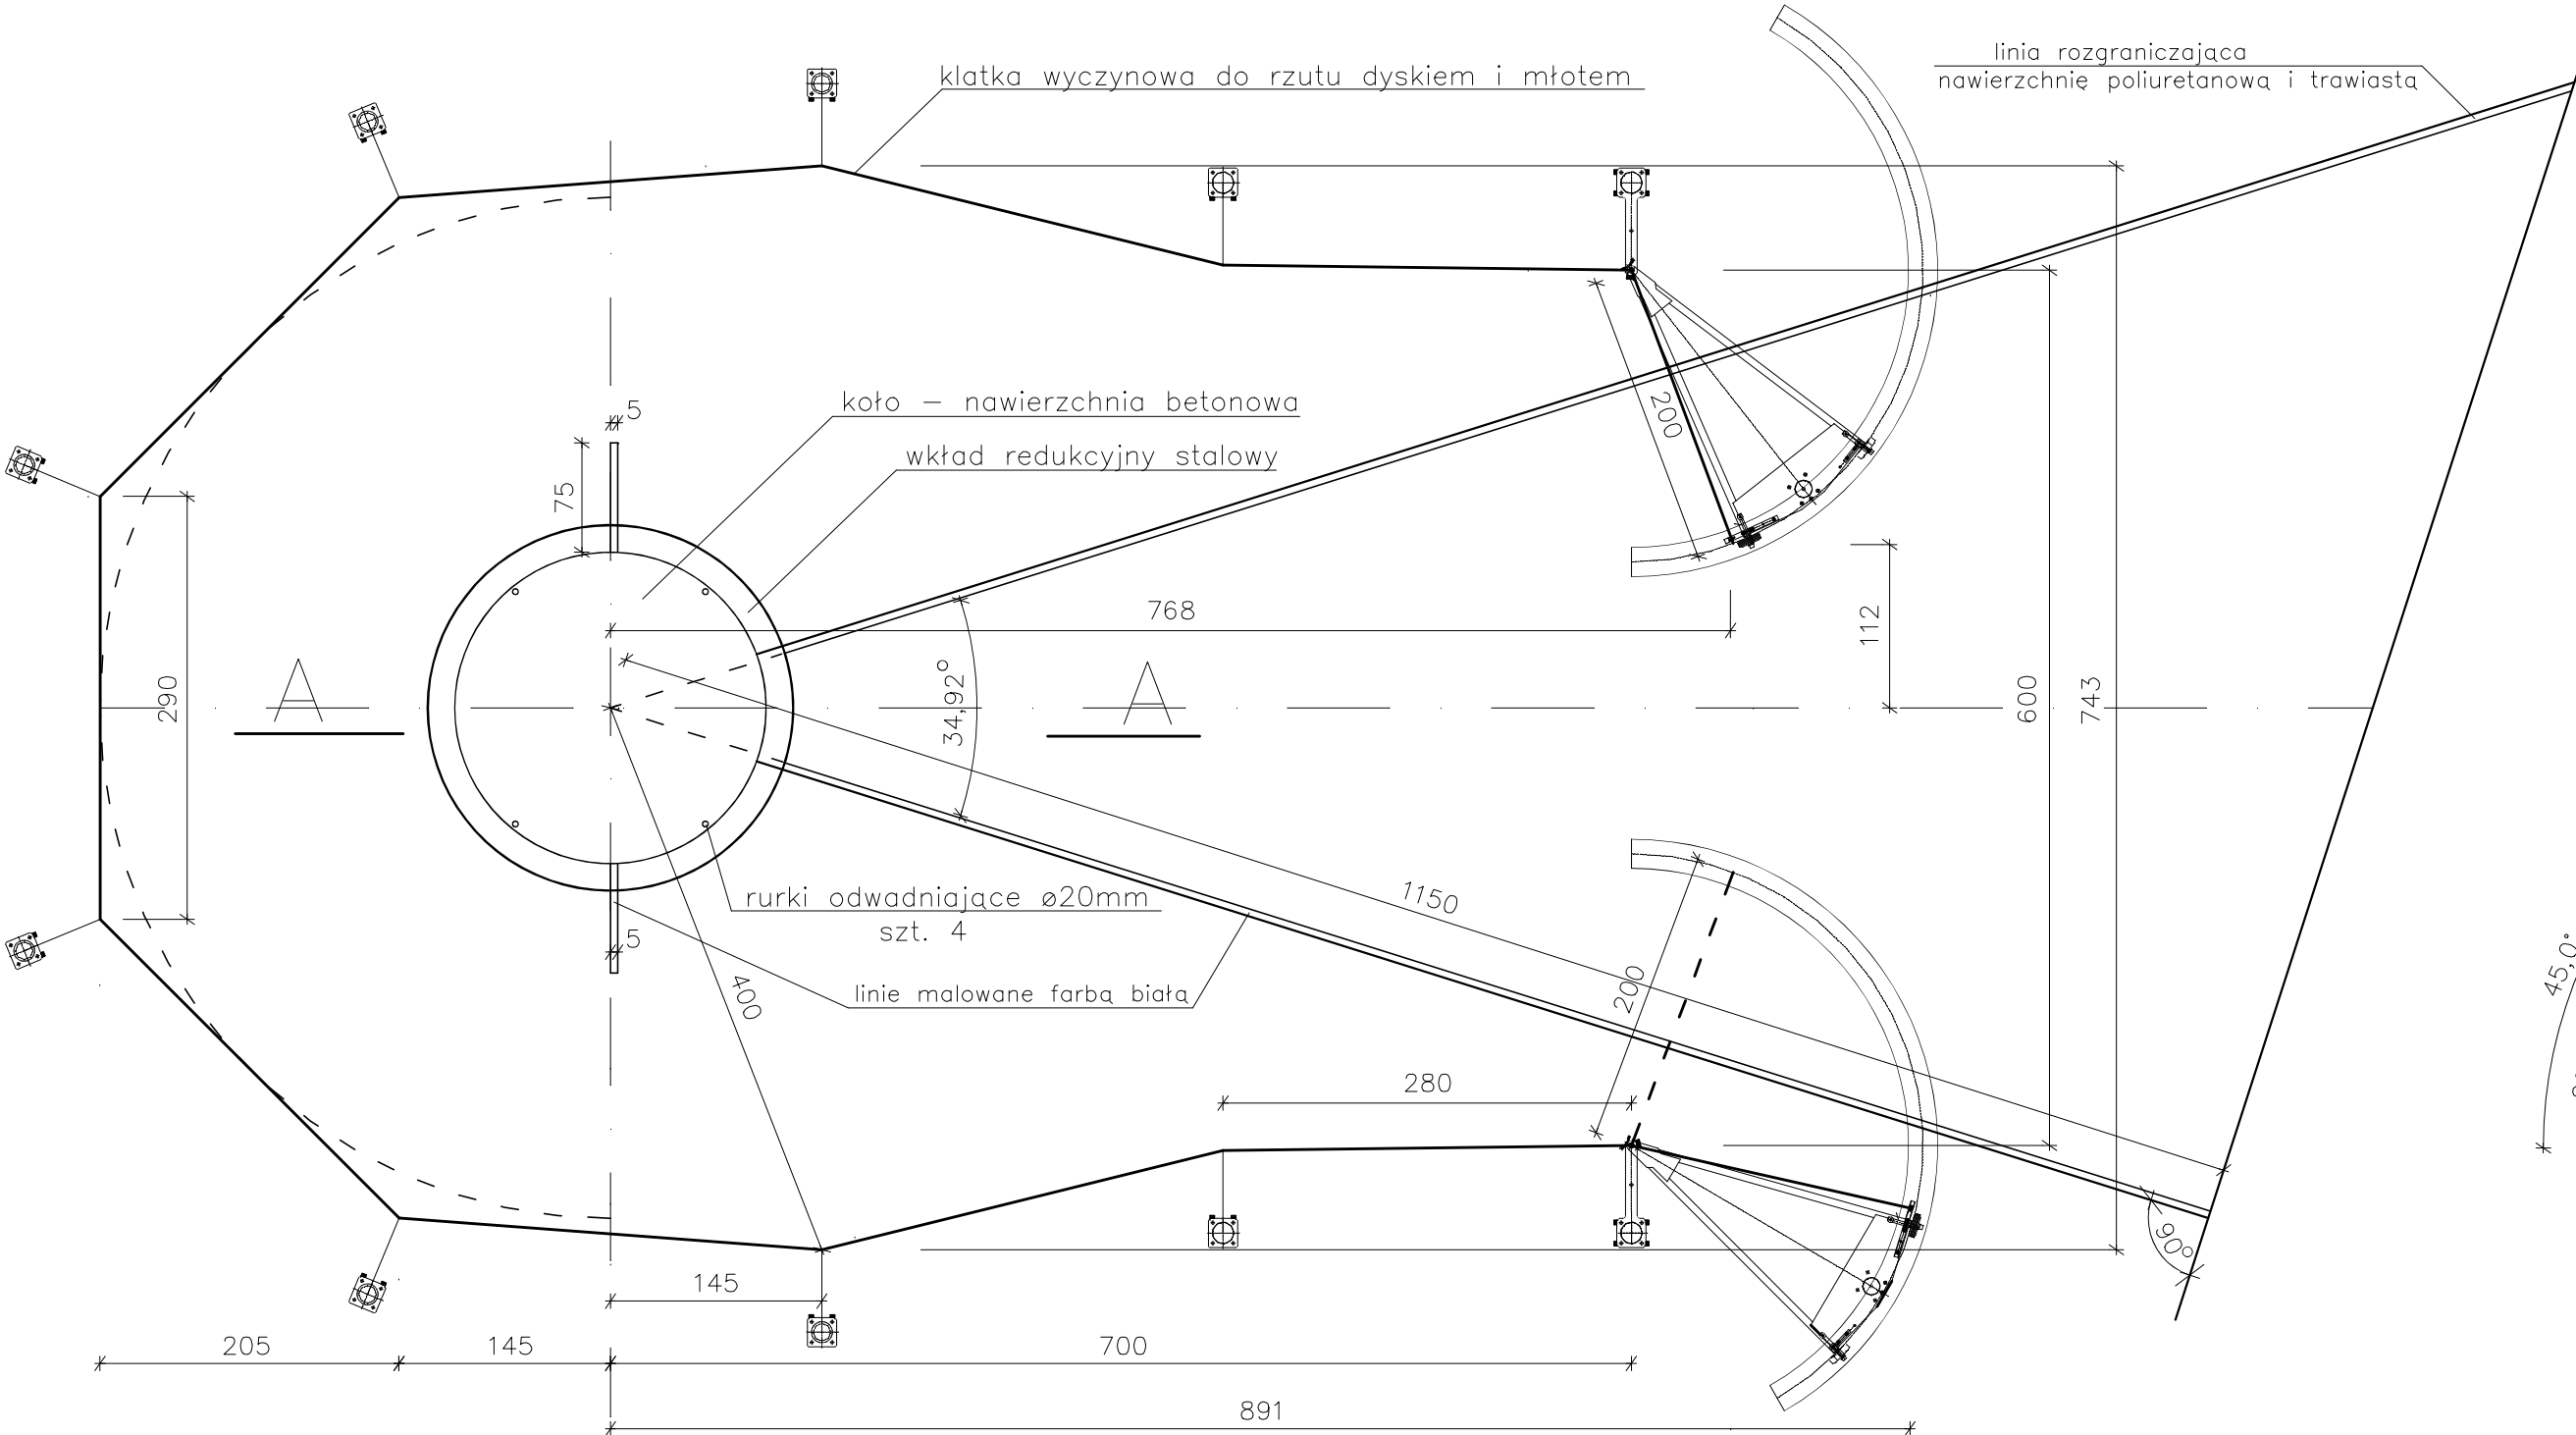 klatka wyczynowa do rzutu dyskiem i młotem
linia rozgraniczająca
nawierzchnię poliuretanową i trawiastą
5
koło – nawierzchnia betonowa
wkład redukcyjny stalowy
75
200
768
112
34,92°
290
A
A
600
743
rurki odwadniające ø20mm
szt. 4
5
linie malowane farbą białą
400
1150
200
45,0°
280
90°
145
205
145
700
891